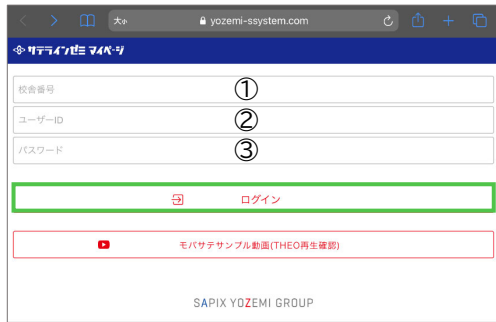 大小 yozemi-ssystem.com
サテラインゼミ マイページ
校舎番号 ①
ユーザーID ②
パスワード ③
ログイン
モバサテサンプル動画(THEO再生確認)
SAPIX YOZEMI GROUP